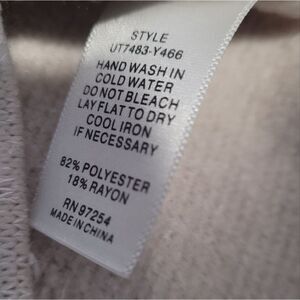 STYLE
UT7483-Y466
HAND WASH IN
COLD WATER
DO NOT BLEACH
LAY FLAT TO DRY
COOL IRON
IF NECESSARY
82% POLYESTER
18% RAYON
RN 97254
MADE IN CHINA